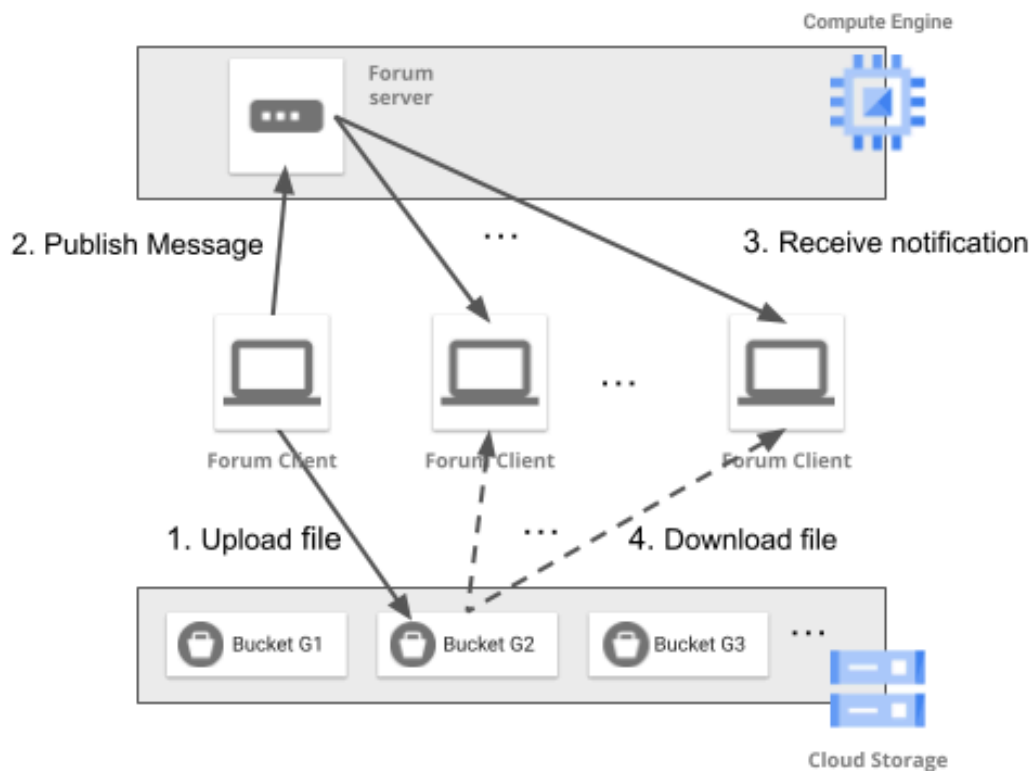 Compute Engine
Forum
server
2. Publish Message
...
3. Receive notification
...
Forum Client
Forum Client
Forum Client
1. Upload file
...
4. Download file
Bucket G1
Bucket G2
Bucket G3
...
Cloud Storage